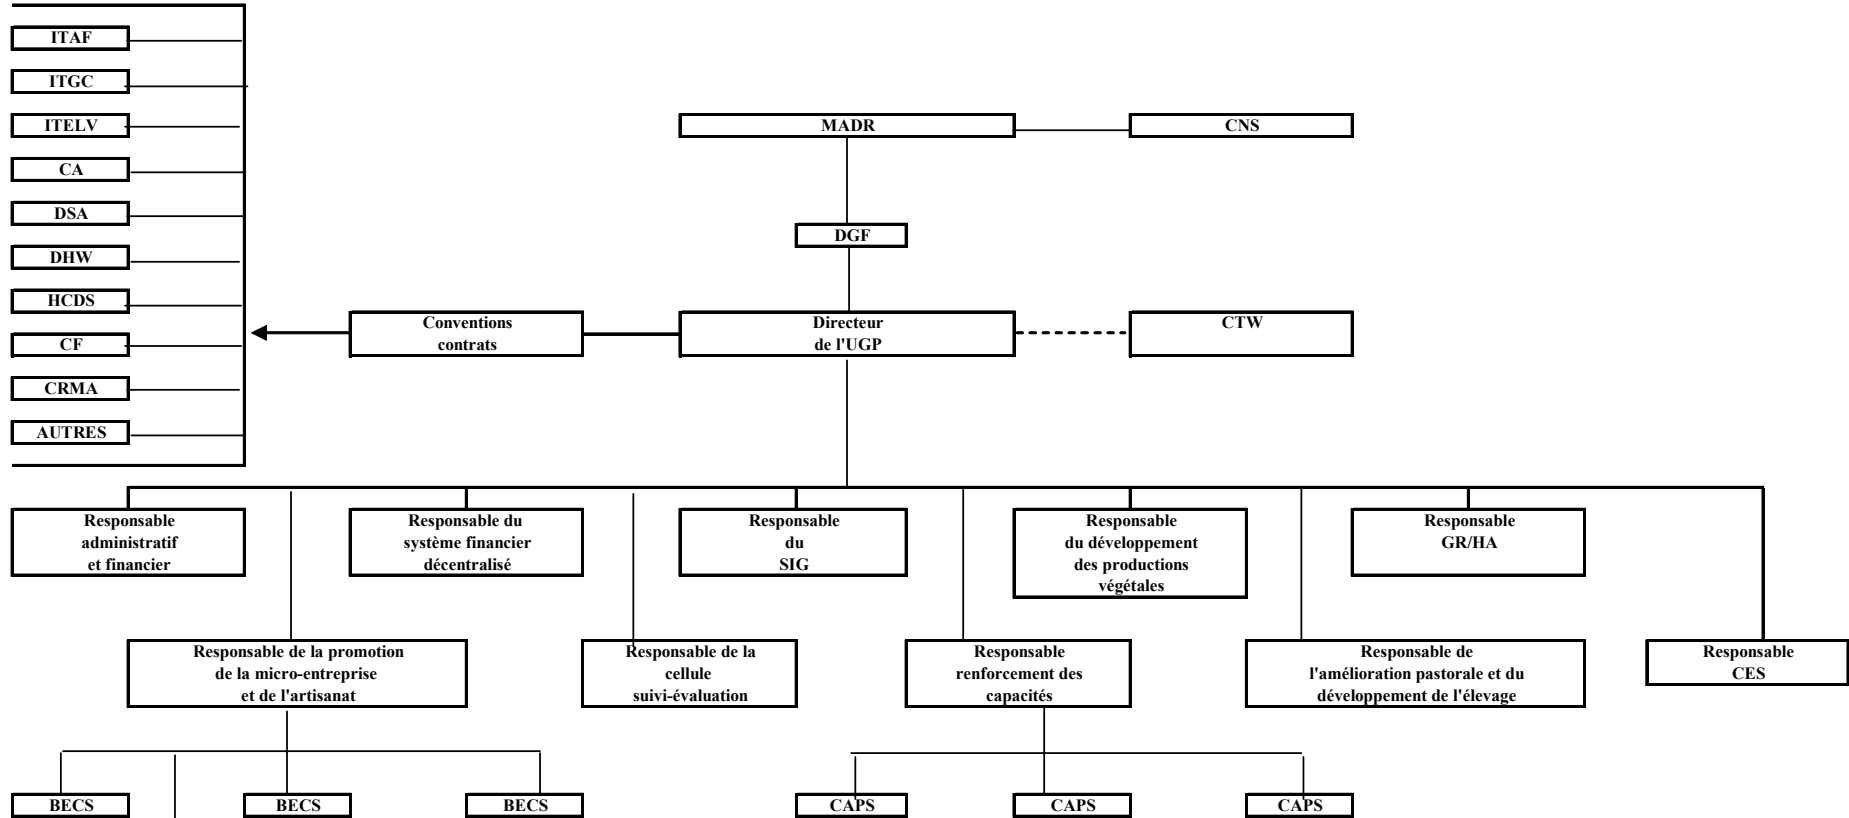 ITAF
ITGC
ITELV
CA
DSA
DHW
HCDS
CF
CRMA
AUTRES
MADR
CNS
DGF
Conventions
contrats
Directeur
de l'UGP
CTW
Responsable
administratif
et financier
Responsable du
système financier
décentralisé
Responsable
du
SIG
Responsable
du développement
des productions
végétales
Responsable
GR/HA
Responsable de la promotion
de la micro-entreprise
et de l'artisanat
Responsable de la
cellule
suivi-évaluation
Responsable
renforcement des
capacités
Responsable de
l'amélioration pastorale et du
développement de l'élevage
Responsable
CES
BECS
BECS
BECS
CAPS
CAPS
CAPS